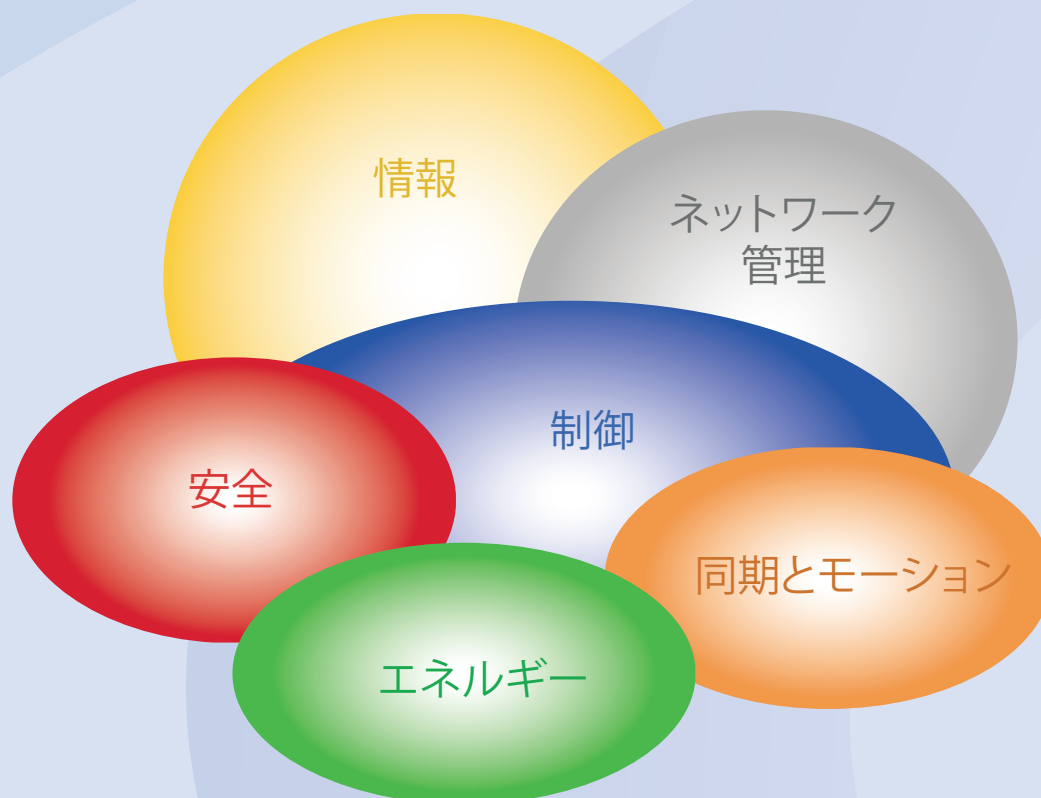 情報
ネットワーク
管理
制御
安全
同期とモーション
エネルギー